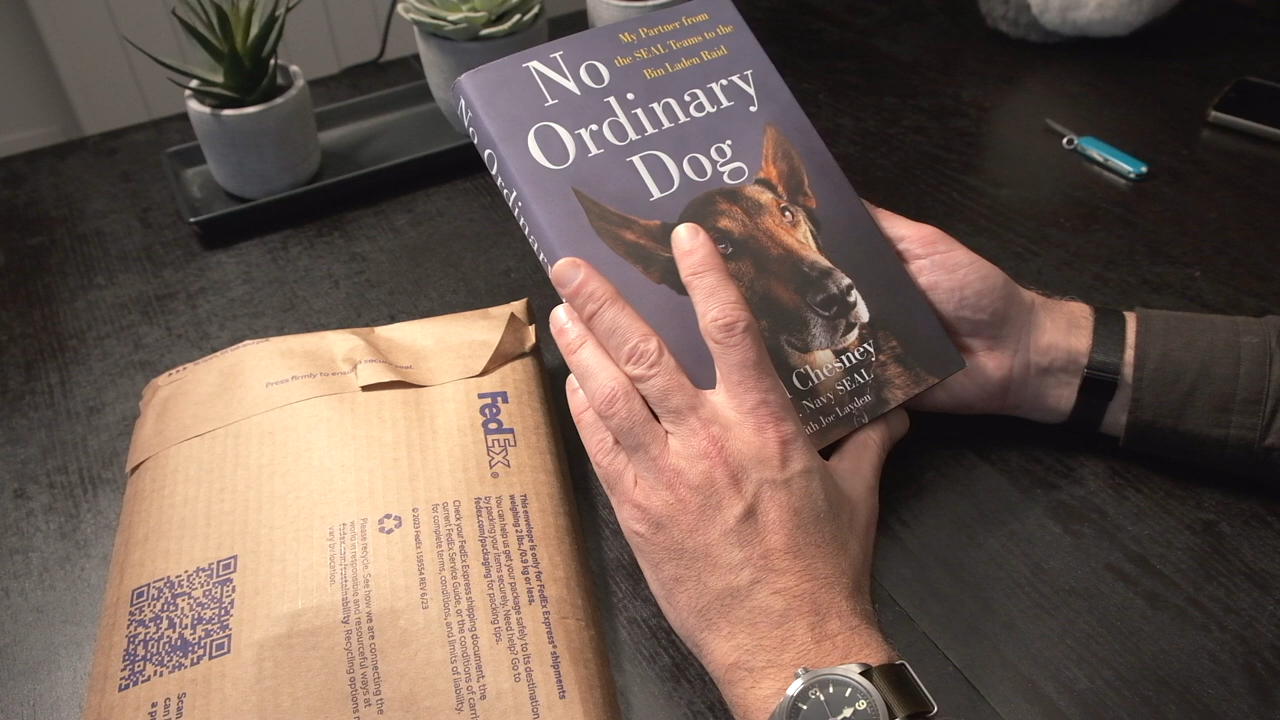 My Partner from
the SEAL Teams to the
Bin Laden Raid
No
Ordinary
Dog
Chesney
Navy SEAL
with Joe Layden
No Ordinary
Press firmly to ensure secure seal.
FedEx®
This envelope is only for FedEx Express® shipments
weighing 2 lbs./0.9 kg or less.
You can help us get your package safely to its destination
by packing your items securely. Need help? Go to
fedex.com/packaging for packing tips.
Check your FedEx Express shipping document, the
current FedEx Service Guide, or the conditions of carri
for complete terms, conditions, and limits of liability.
© 2023 FedEx 159554 REV 6/23
Please recycle. See how we are connecting the
world in responsible and resourceful ways at
fedex.com/sustainability. Recycling options
vary by location.
Scan
can
a p